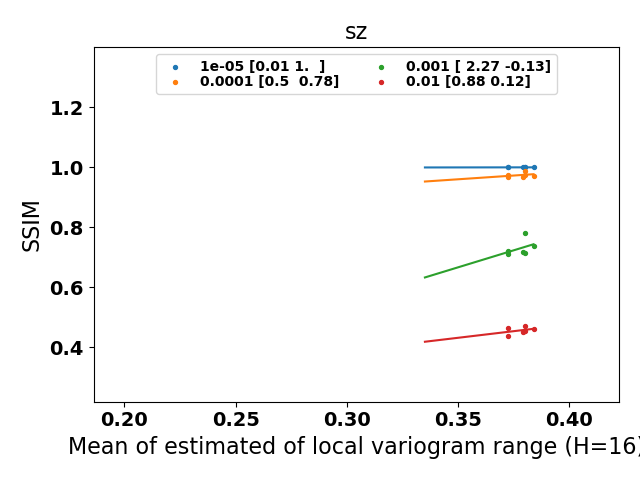 sz
1e-05 [0.01 1.  ]
0.0001 [0.5  0.78]
0.001 [ 2.27 -0.13]
0.01 [0.88 0.12]
SSIM
1.2
1.0
0.8
0.6
0.4
0.20 0.25 0.30 0.35 0.40
Mean of estimated of local variogram range (H=16)